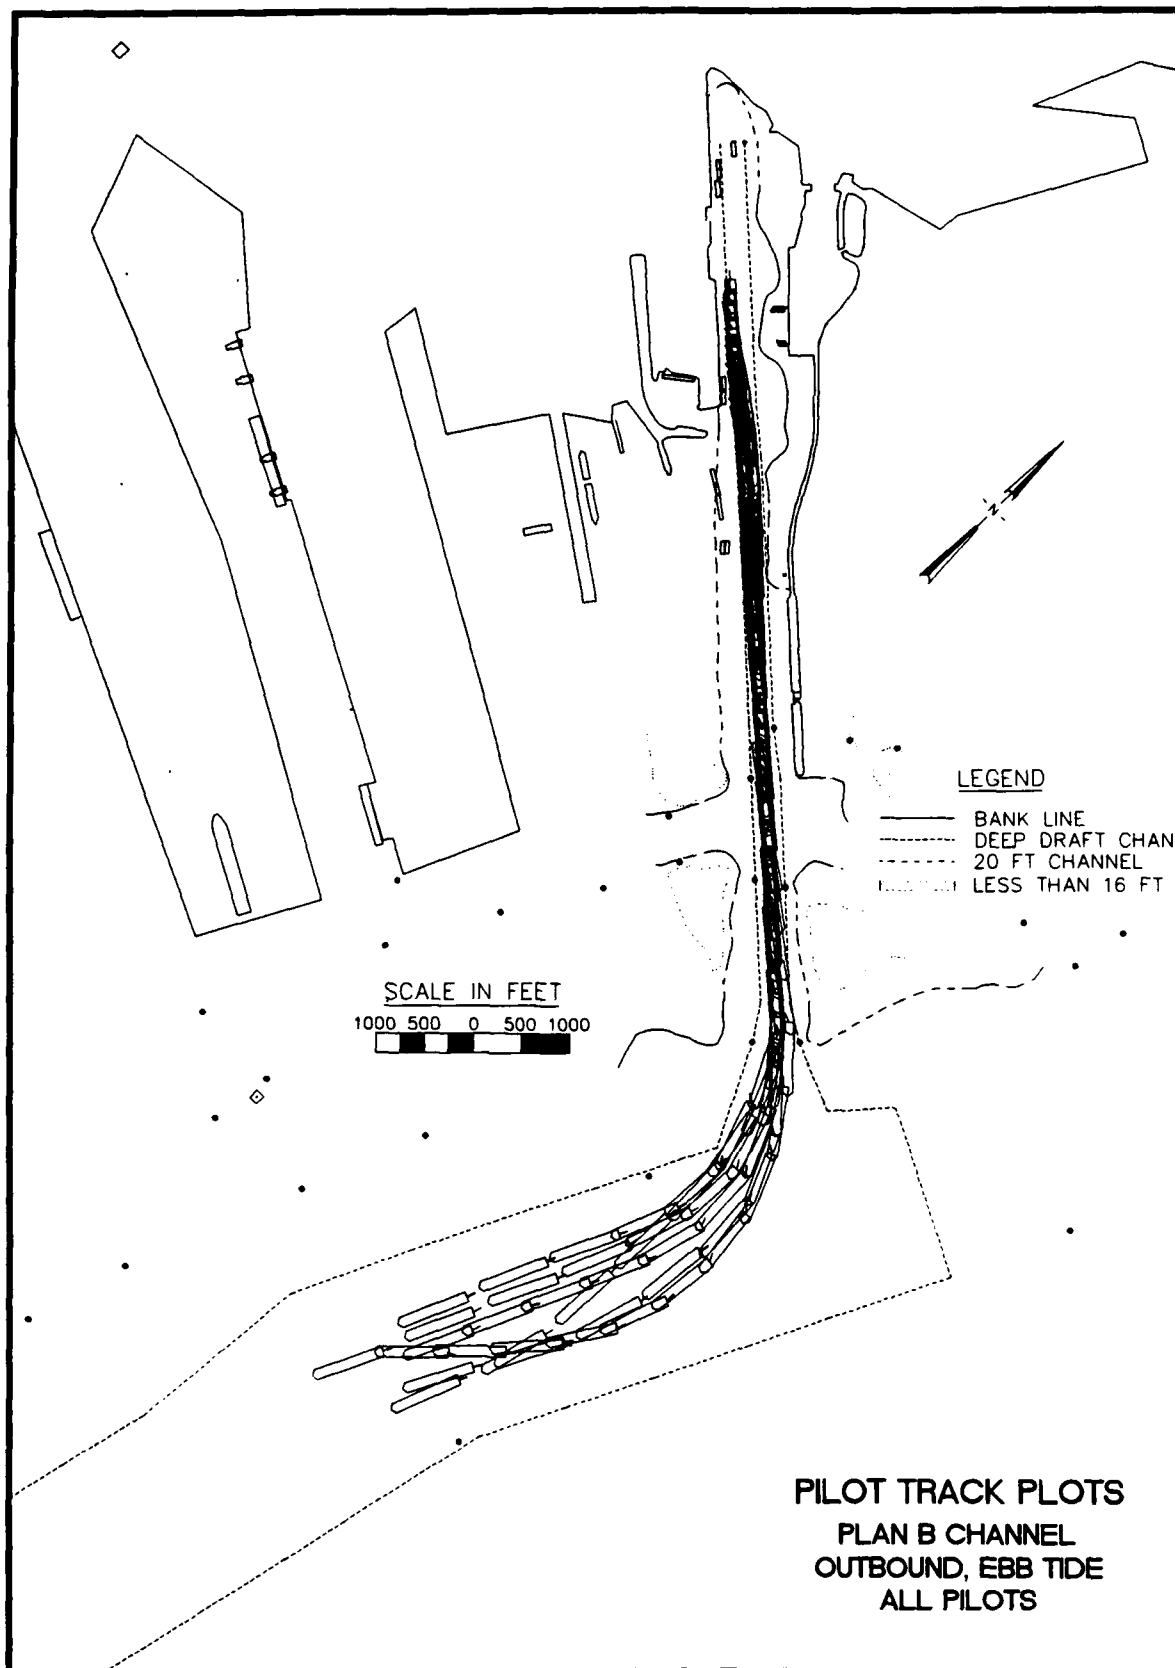 N
LEGEND
BANK LINE
DEEP DRAFT CHAN
20 FT CHANNEL
LESS THAN 16 FT
SCALE IN FEET
1000 500 0 500 1000
PILOT TRACK PLOTS
PLAN B CHANNEL
OUTBOUND, EBB TIDE
ALL PILOTS